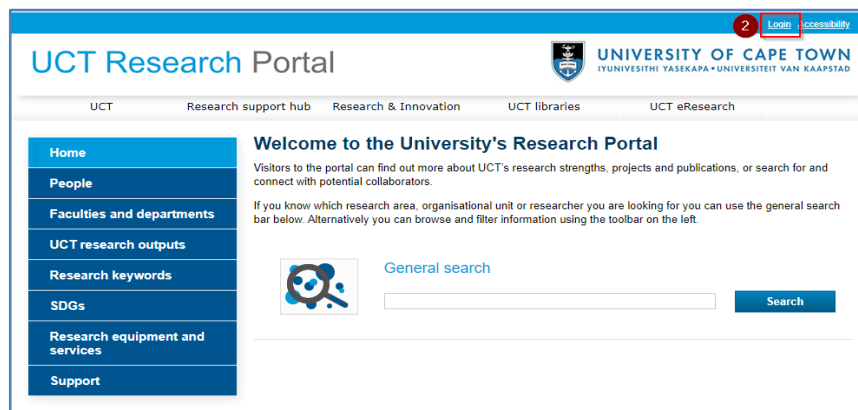 2 Login Accessibility
UCT Research Portal
UNIVERSITY OF CAPE TOWN
IYUNIVESITHI YASEKAPA • UNIVERSITEIT VAN KAAPSTAD
UCT Research support hub Research & Innovation UCT libraries UCT eResearch
Home
People
Faculties and departments
UCT research outputs
Research keywords
SDGs
Research equipment and
services
Support
Welcome to the University's Research Portal
Visitors to the portal can find out more about UCT's research strengths, projects and publications, or search for and
connect with potential collaborators.
If you know which research area, organisational unit or researcher you are looking for you can use the general search
bar below. Alternatively you can browse and filter information using the toolbar on the left.
General search
Search